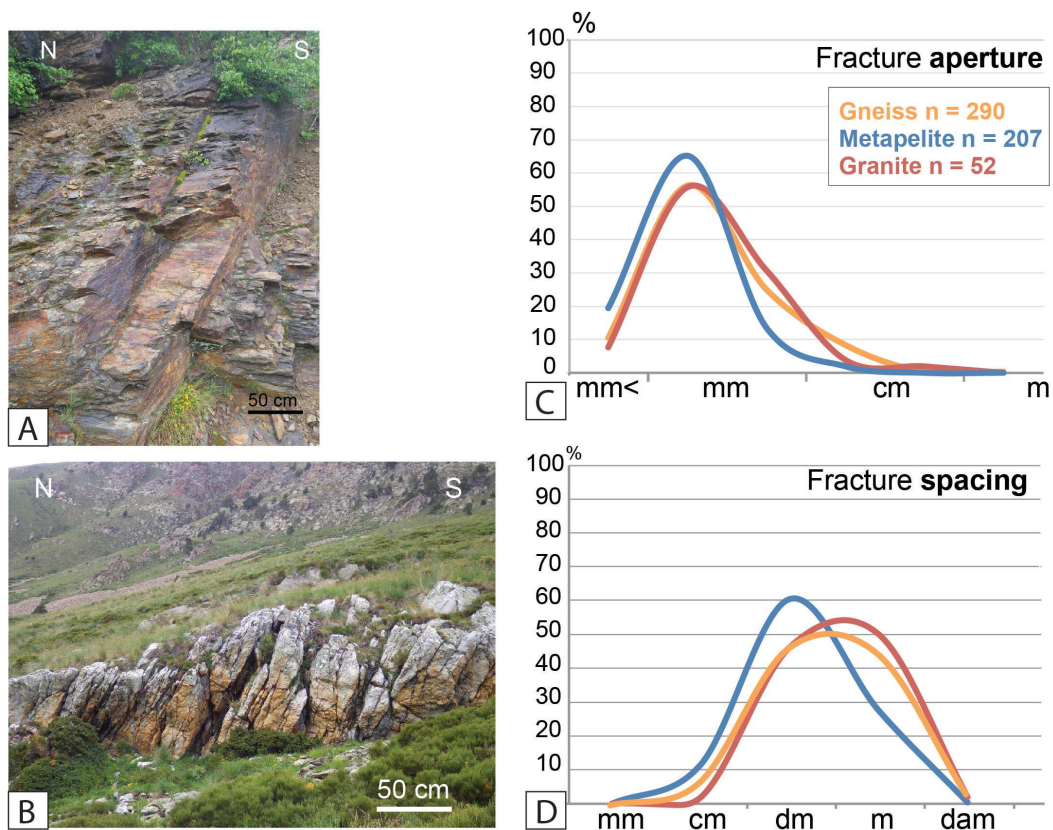 N
S
50 cm
A
N
S
50 cm
B
%
Fracture aperture
Gneiss n = 290
Metapelite n = 207
Granite n = 52
100
90
80
70
60
50
40
30
20
10
0
mm< mm cm m
C
%
Fracture spacing
100
90
80
70
60
50
40
30
20
10
0
mm cm dm m dam
D